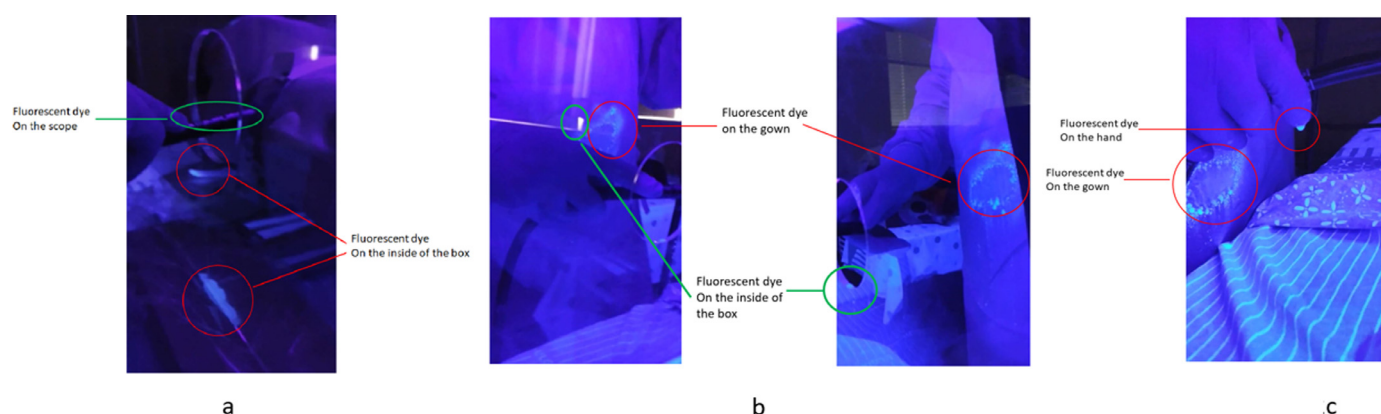 Fluorescent dye
On the scope
Fluorescent dye
On the inside of the box
Fluorescent dye
on the gown
Fluorescent dye
On the inside of
the box
Fluorescent dye
On the hand
Fluorescent dye
On the gown
a
b
.c